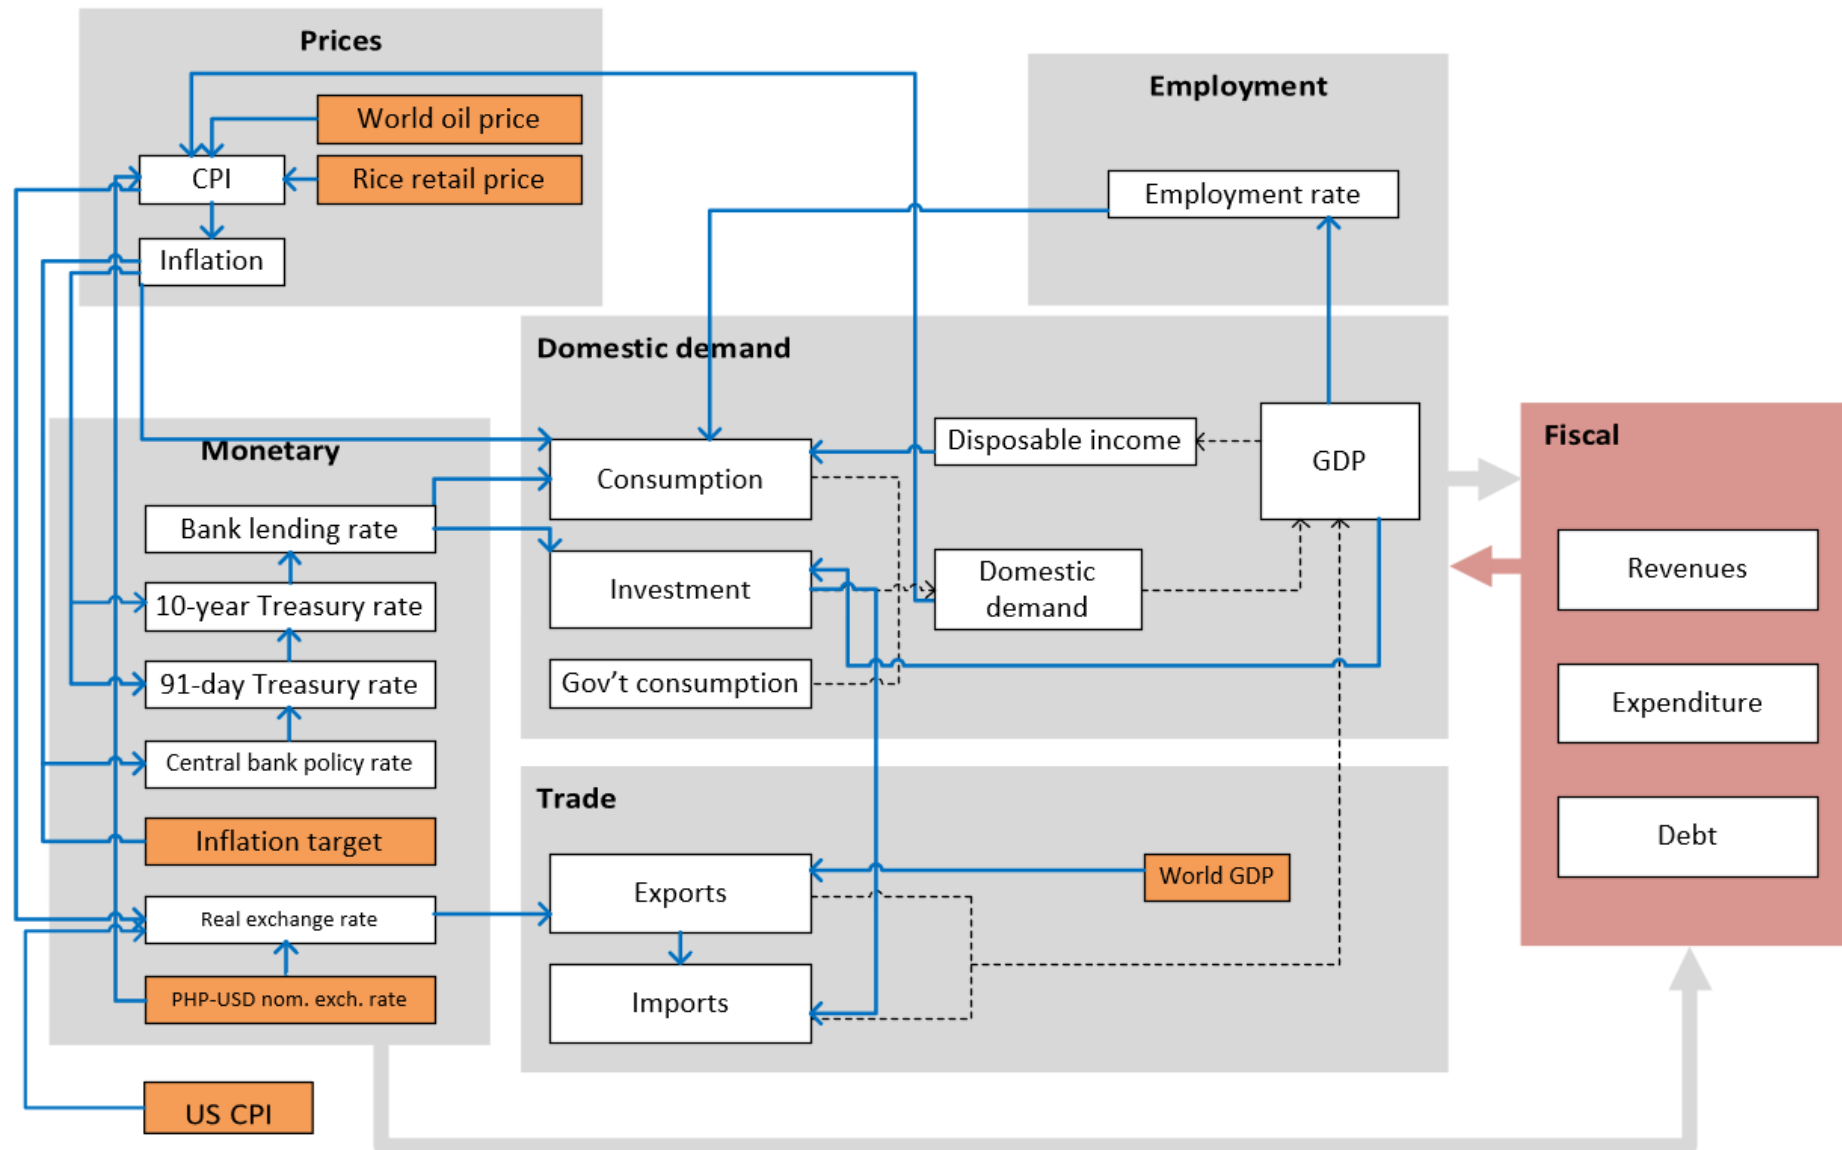 Prices
World oil price
CPI
Rice retail price
Inflation
Employment
Employment rate
Domestic demand
Disposable income
GDP
Consumption
Investment
Domestic
demand
Gov't consumption
Monetary
Bank lending rate
10-year Treasury rate
91-day Treasury rate
Central bank policy rate
Inflation target
Real exchange rate
PHP-USD nom. exch. rate
US CPI
Trade
Exports
World GDP
Imports
Fiscal
Revenues
Expenditure
Debt